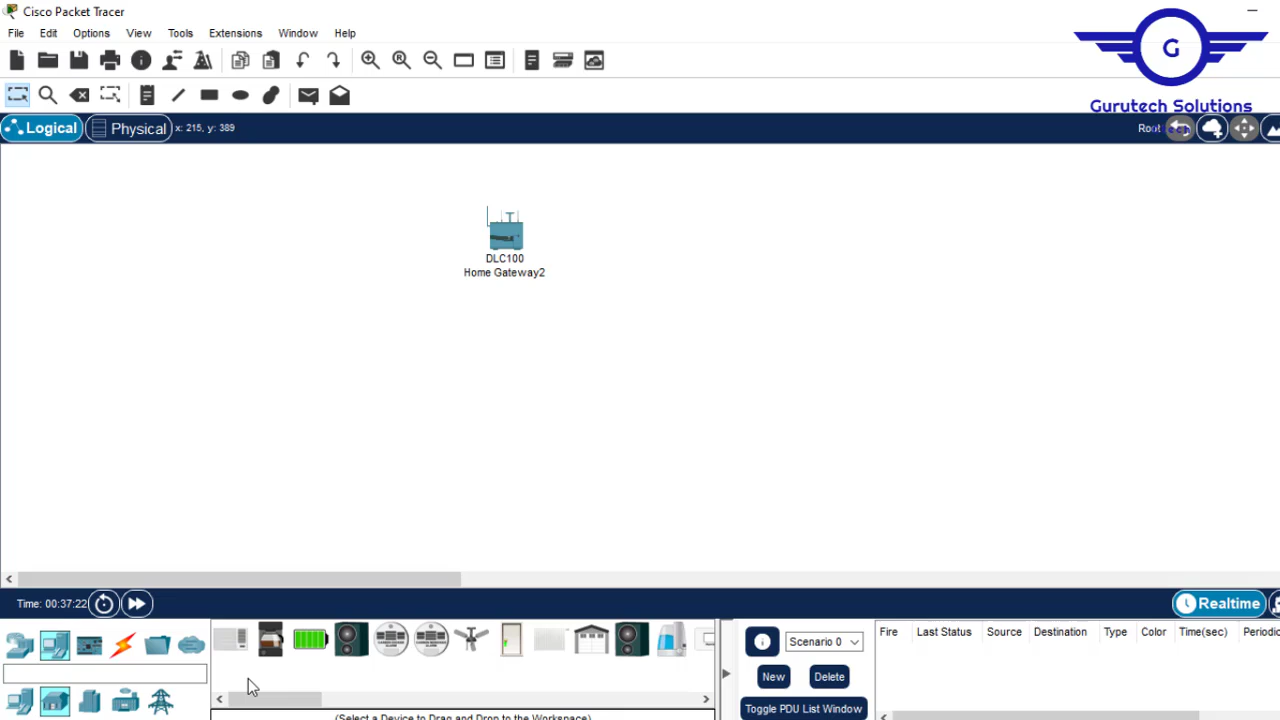 Cisco Packet Tracer
File Edit Options View Tools Extensions Window Help
G
Gurutech Solutions
Logical Physical x: 215, y: 389
Root
DLC100
Home Gateway2
Time: 00:37:22
Realtime
Scenario 0
New Delete
Toggle PDU List Window
Fire Last Status Source Destination Type Color Time(sec) Periodic
(Select a Device to Drag and Drop to the Workspace)